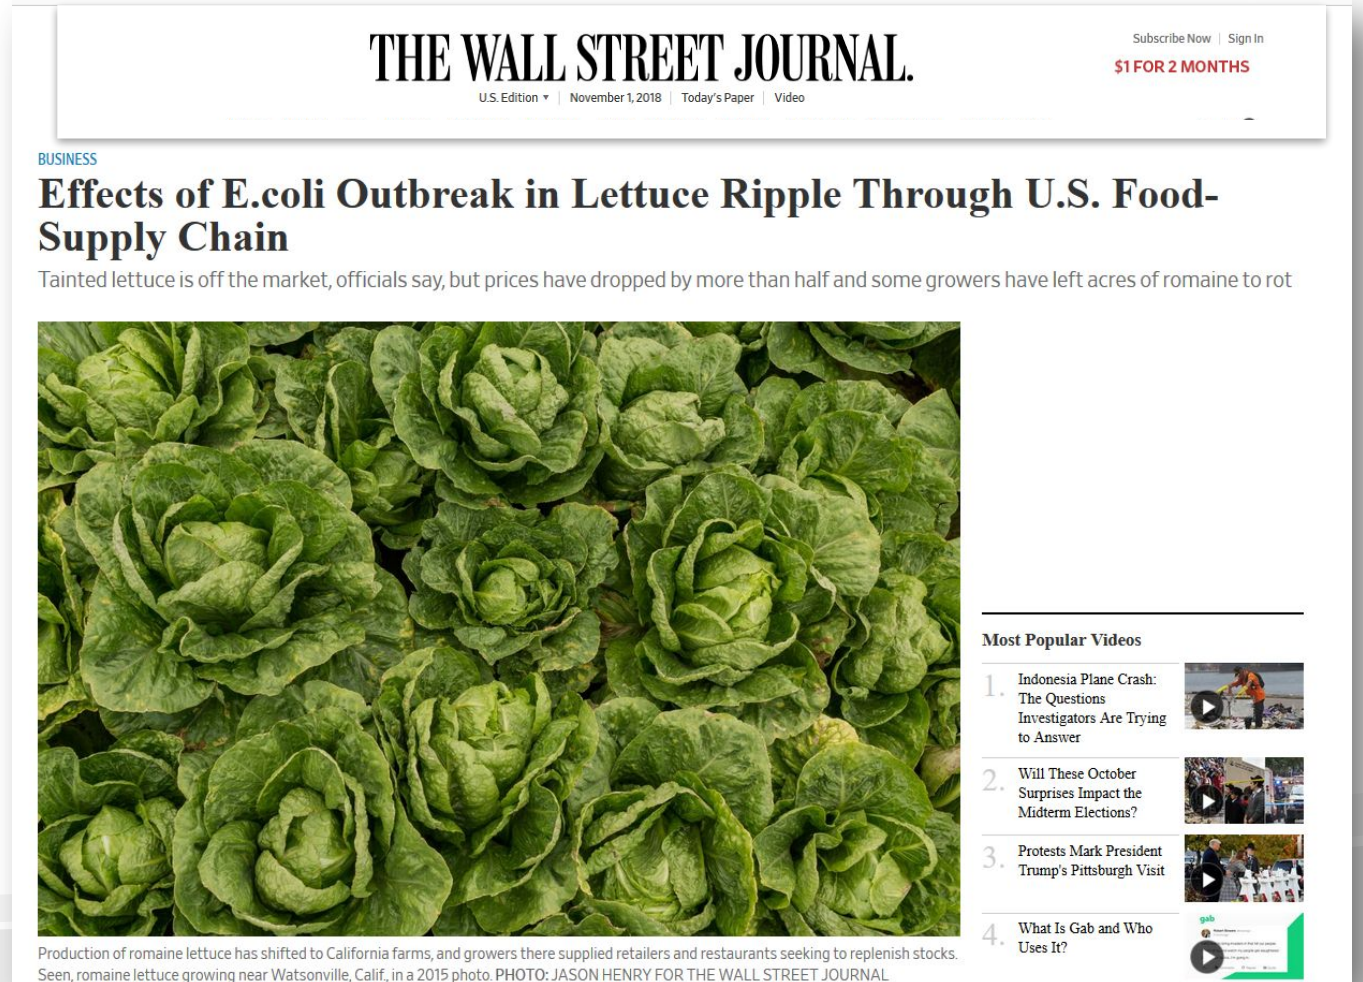 THE WALL STREET JOURNAL.
Subscribe Now | Sign In
$1 FOR 2 MONTHS
U.S. Edition ▾ | November 1, 2018 | Today's Paper | Video
BUSINESS
Effects of E.coli Outbreak in Lettuce Ripple Through U.S. Food-
Supply Chain
Tainted lettuce is off the market, officials say, but prices have dropped by more than half and some growers have left acres of romaine to rot
Production of romaine lettuce has shifted to California farms, and growers there supplied retailers and restaurants seeking to replenish stocks.
Seen, romaine lettuce growing near Watsonville, Calif., in a 2015 photo. PHOTO: JASON HENRY FOR THE WALL STREET JOURNAL
Most Popular Videos
1. Indonesia Plane Crash:
The Questions
Investigators Are Trying
to Answer
2. Will These October
Surprises Impact the
Midterm Elections?
3. Protests Mark President
Trump's Pittsburgh Visit
4. What Is Gab and Who
Uses It?
gab